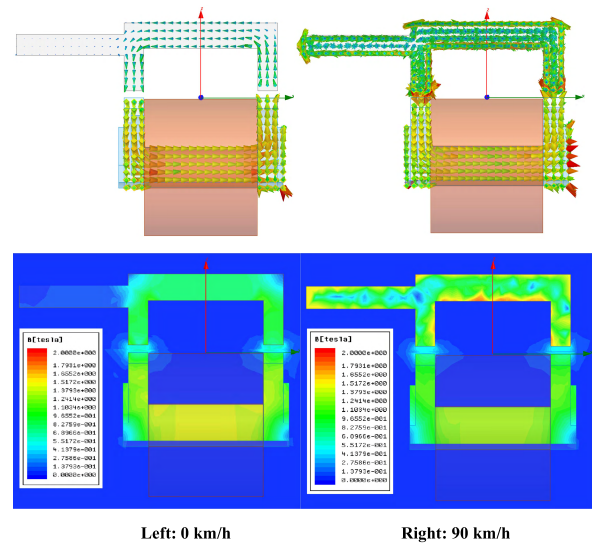 B[tesla]
2.0000e+000
1.7931e+000
1.6552e+000
1.5172e+000
1.3793e+000
1.2414e+000
1.1034e+000
9.6552e-001
8.2759e-001
6.8966e-001
5.5172e-001
4.1379e-001
2.7586e-001
1.3793e-001
0.0000e+000
B[tesla]
2.0000e+000
1.7931e+000
1.6552e+000
1.5172e+000
1.3793e+000
1.2414e+000
1.1034e+000
9.6552e-001
8.2759e-001
6.8966e-001
5.5172e-001
4.1379e-001
2.7586e-001
1.3793e-001
0.0000e+000
Left: 0 km/h
Right: 90 km/h